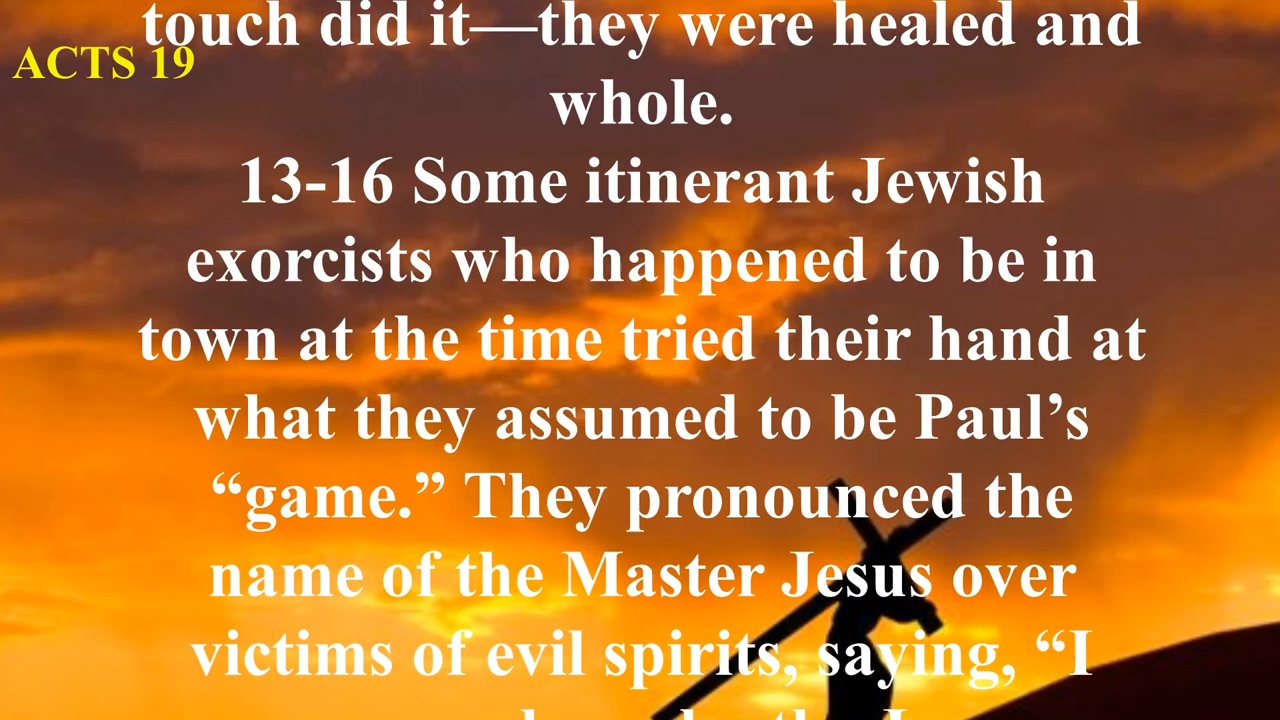 touch did it—they were healed and
ACTS 19
whole.
13-16 Some itinerant Jewish
exorcists who happened to be in
town at the time tried their hand at
what they assumed to be Paul’s
“game.” They pronounced the
name of the Master Jesus over
victims of evil spirits, saying, “I